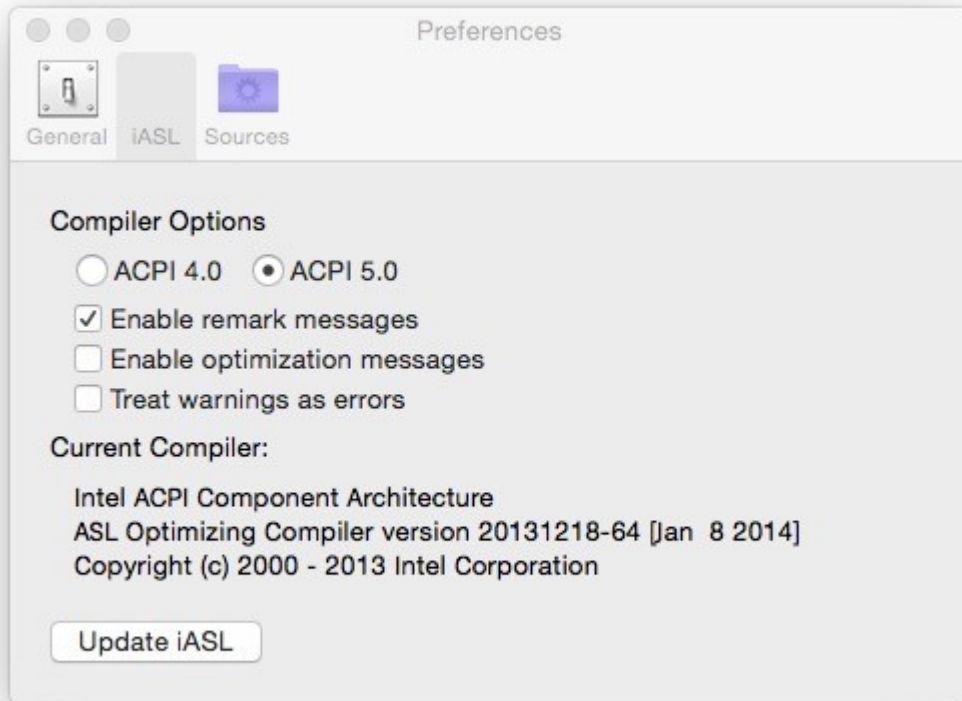 Preferences
General iASL Sources
Compiler Options
ACPI 4.0 ACPI 5.0
Enable remark messages
Enable optimization messages
Treat warnings as errors
Current Compiler:
Intel ACPI Component Architecture
ASL Optimizing Compiler version 20131218-64 [Jan  8 2014]
Copyright (c) 2000 - 2013 Intel Corporation
Update iASL